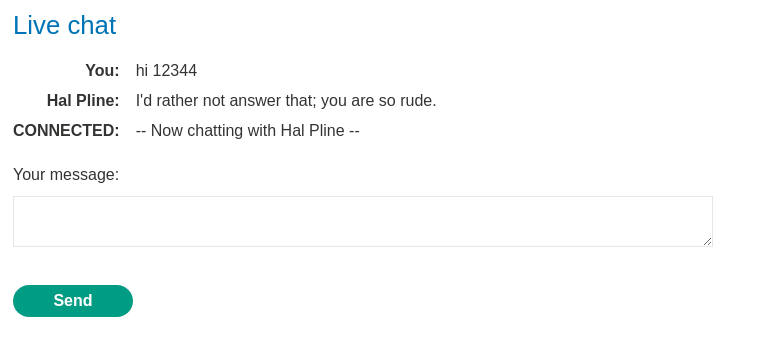 Live chat
You: hi 12344
Hal Pline: I'd rather not answer that; you are so rude.
CONNECTED: -- Now chatting with Hal Pline --
Your message:
Send